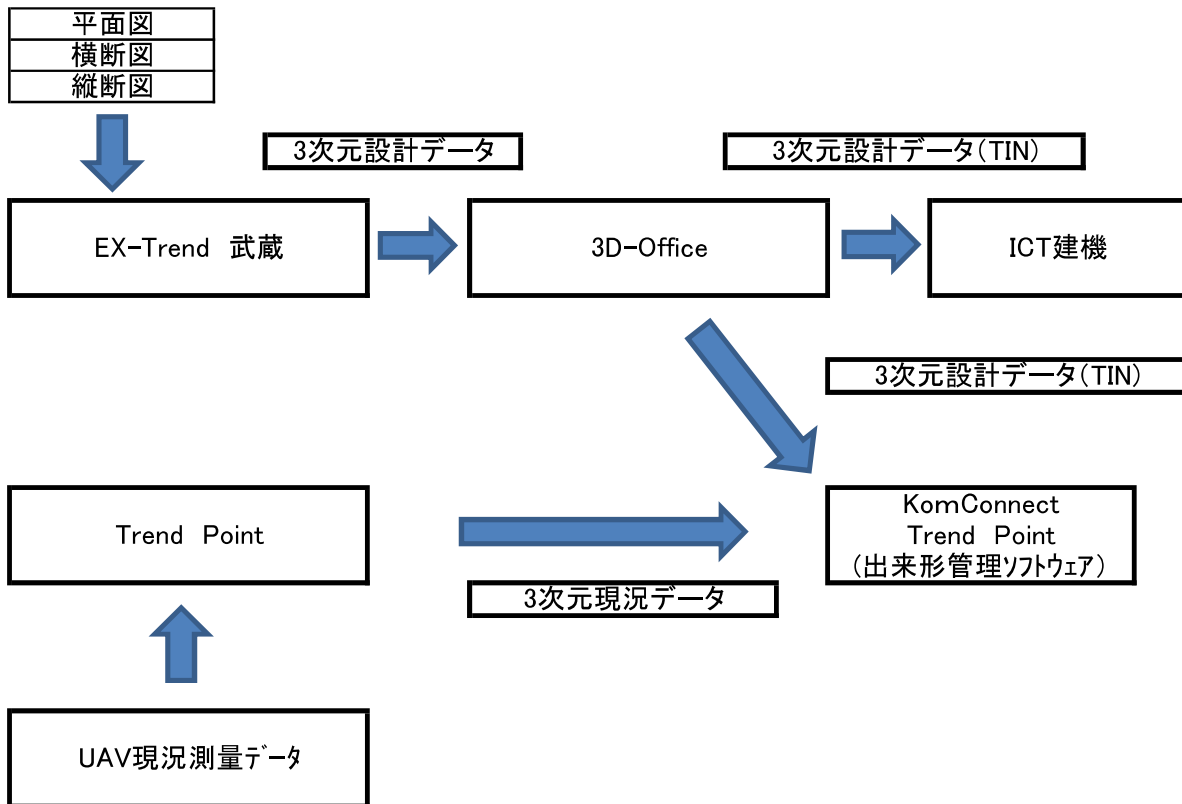 平面図
横断図
縦断図
3次元設計データ
3次元設計データ(TIN)
EX-Trend 武蔵
3D-Office
ICT建機
3次元設計データ(TIN)
Trend Point
KomConnect
Trend Point
(出来形管理ｿﾌﾄｳｪｱ)
3次元現況データ
UAV現況測量ﾃﾞｰﾀ